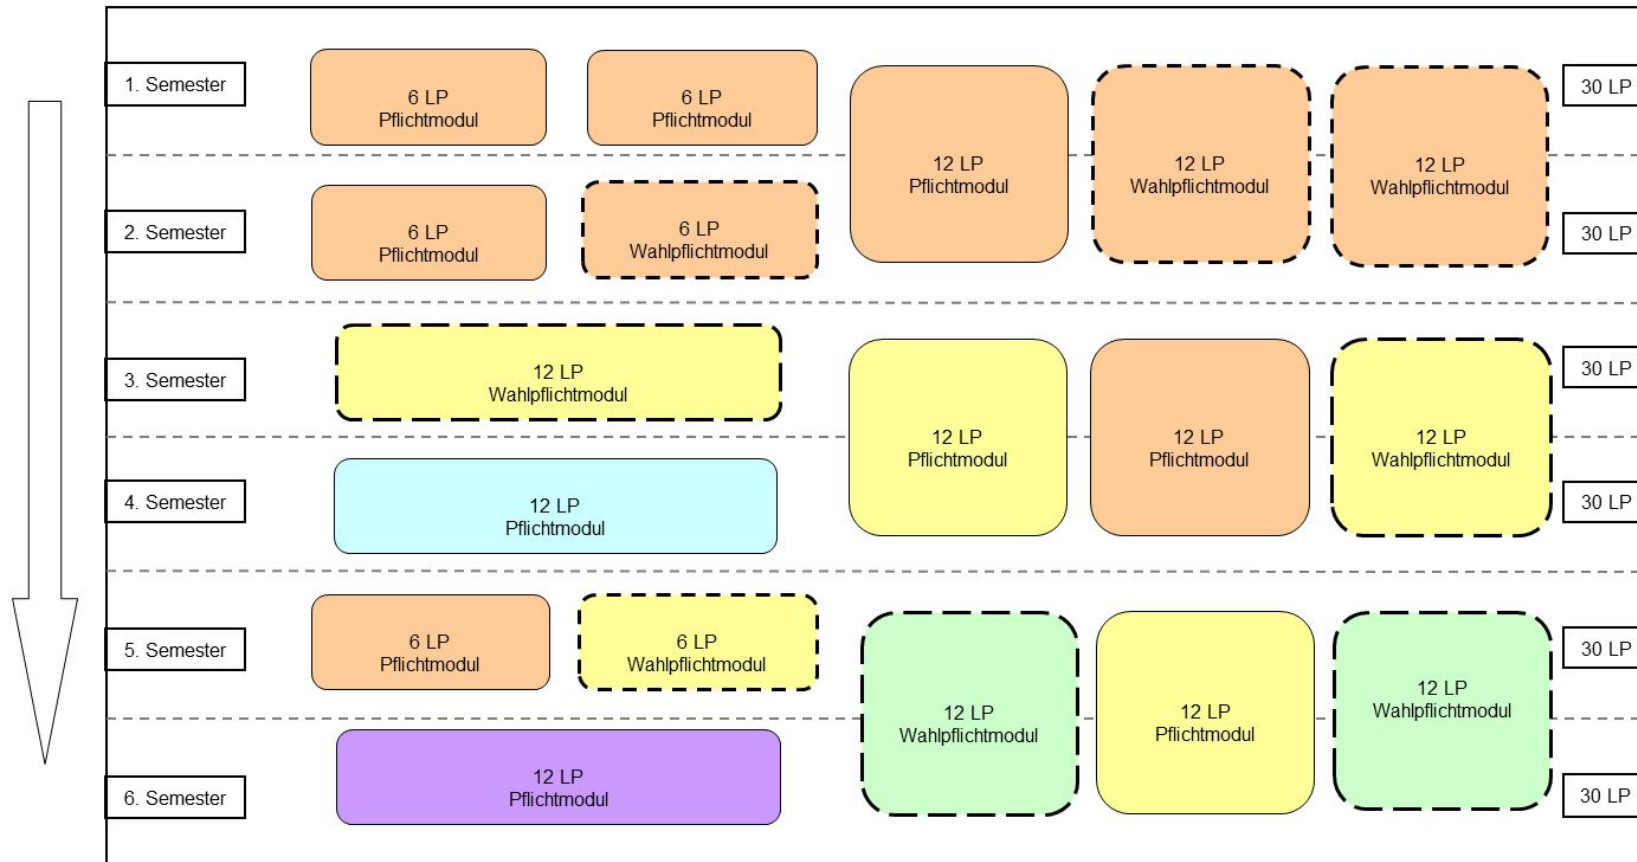 1. Semester
6 LP
Pflichtmodul
6 LP
Pflichtmodul
12 LP
Pflichtmodul
12 LP
Wahlpflichtmodul
12 LP
Wahlpflichtmodul
30 LP
2. Semester
6 LP
Pflichtmodul
6 LP
Wahlpflichtmodul
30 LP
3. Semester
12 LP
Wahlpflichtmodul
12 LP
Pflichtmodul
12 LP
Pflichtmodul
12 LP
Wahlpflichtmodul
30 LP
4. Semester
12 LP
Pflichtmodul
30 LP
5. Semester
6 LP
Pflichtmodul
6 LP
Wahlpflichtmodul
12 LP
Wahlpflichtmodul
12 LP
Pflichtmodul
12 LP
Wahlpflichtmodul
30 LP
6. Semester
12 LP
Pflichtmodul
30 LP